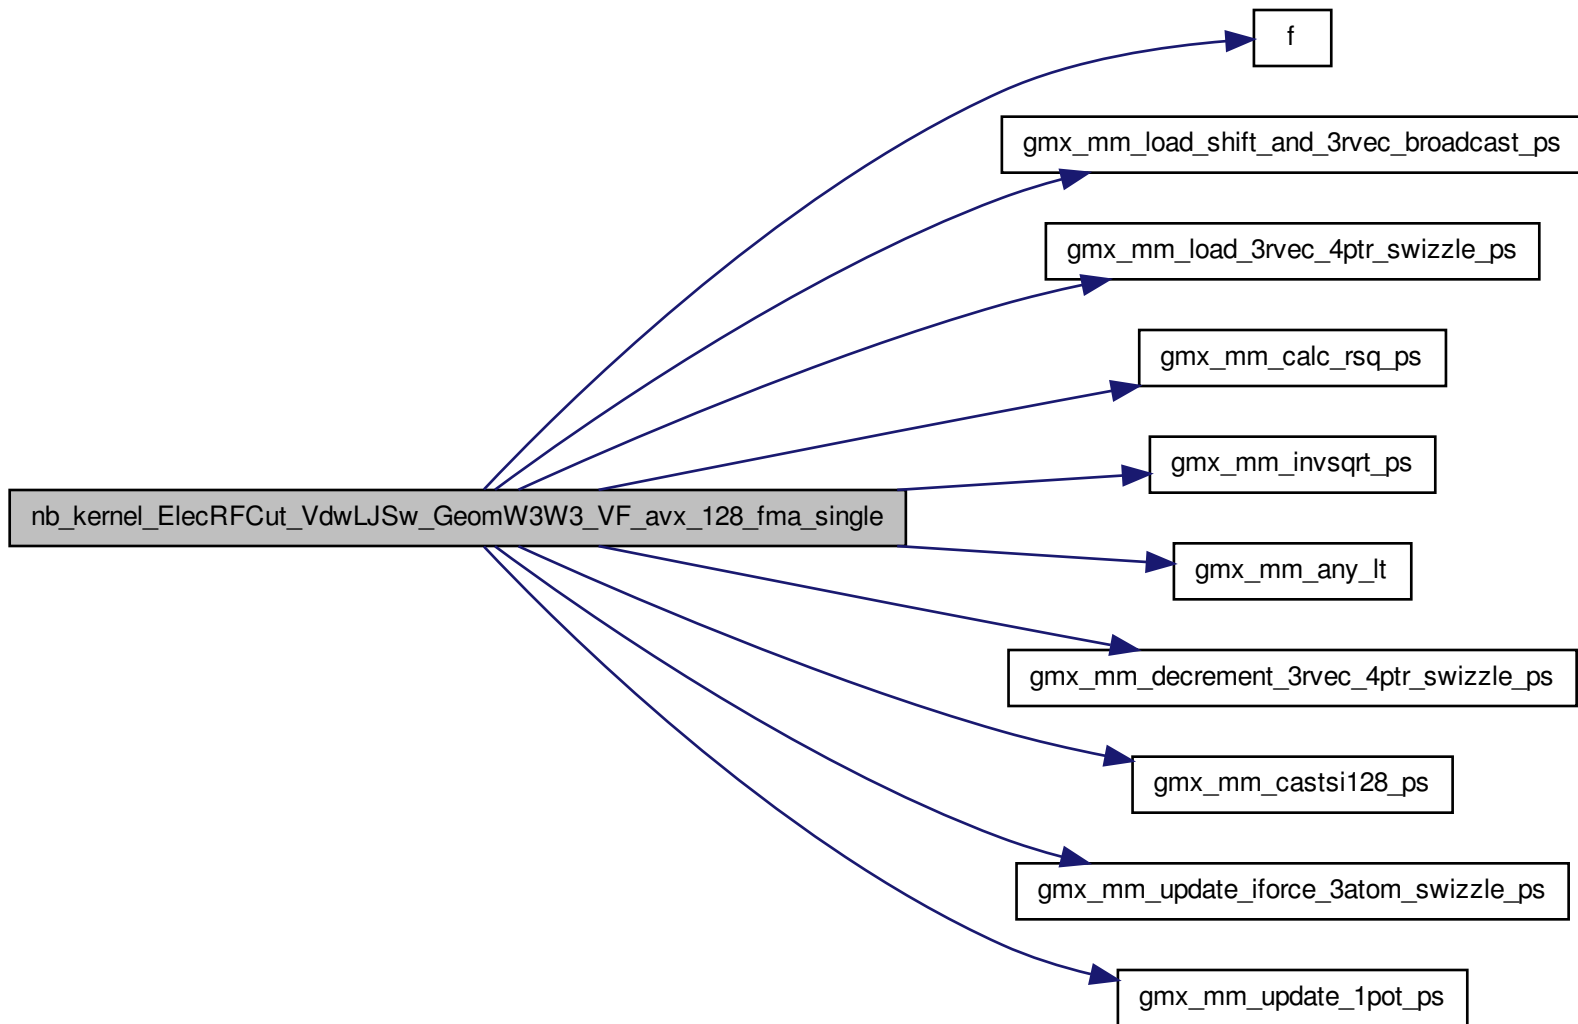 f
gmx_mm_load_shift_and_3rvec_broadcast_ps
gmx_mm_load_3rvec_4ptr_swizzle_ps
gmx_mm_calc_rsq_ps
gmx_mm_invsqrt_ps
nb_kernel_ElecRFCut_VdwLJSw_GeomW3W3_VF_avx_128_fma_single
gmx_mm_any_lt
gmx_mm_decrement_3rvec_4ptr_swizzle_ps
gmx_mm_castsi128_ps
gmx_mm_update_iforce_3atom_swizzle_ps
gmx_mm_update_1pot_ps